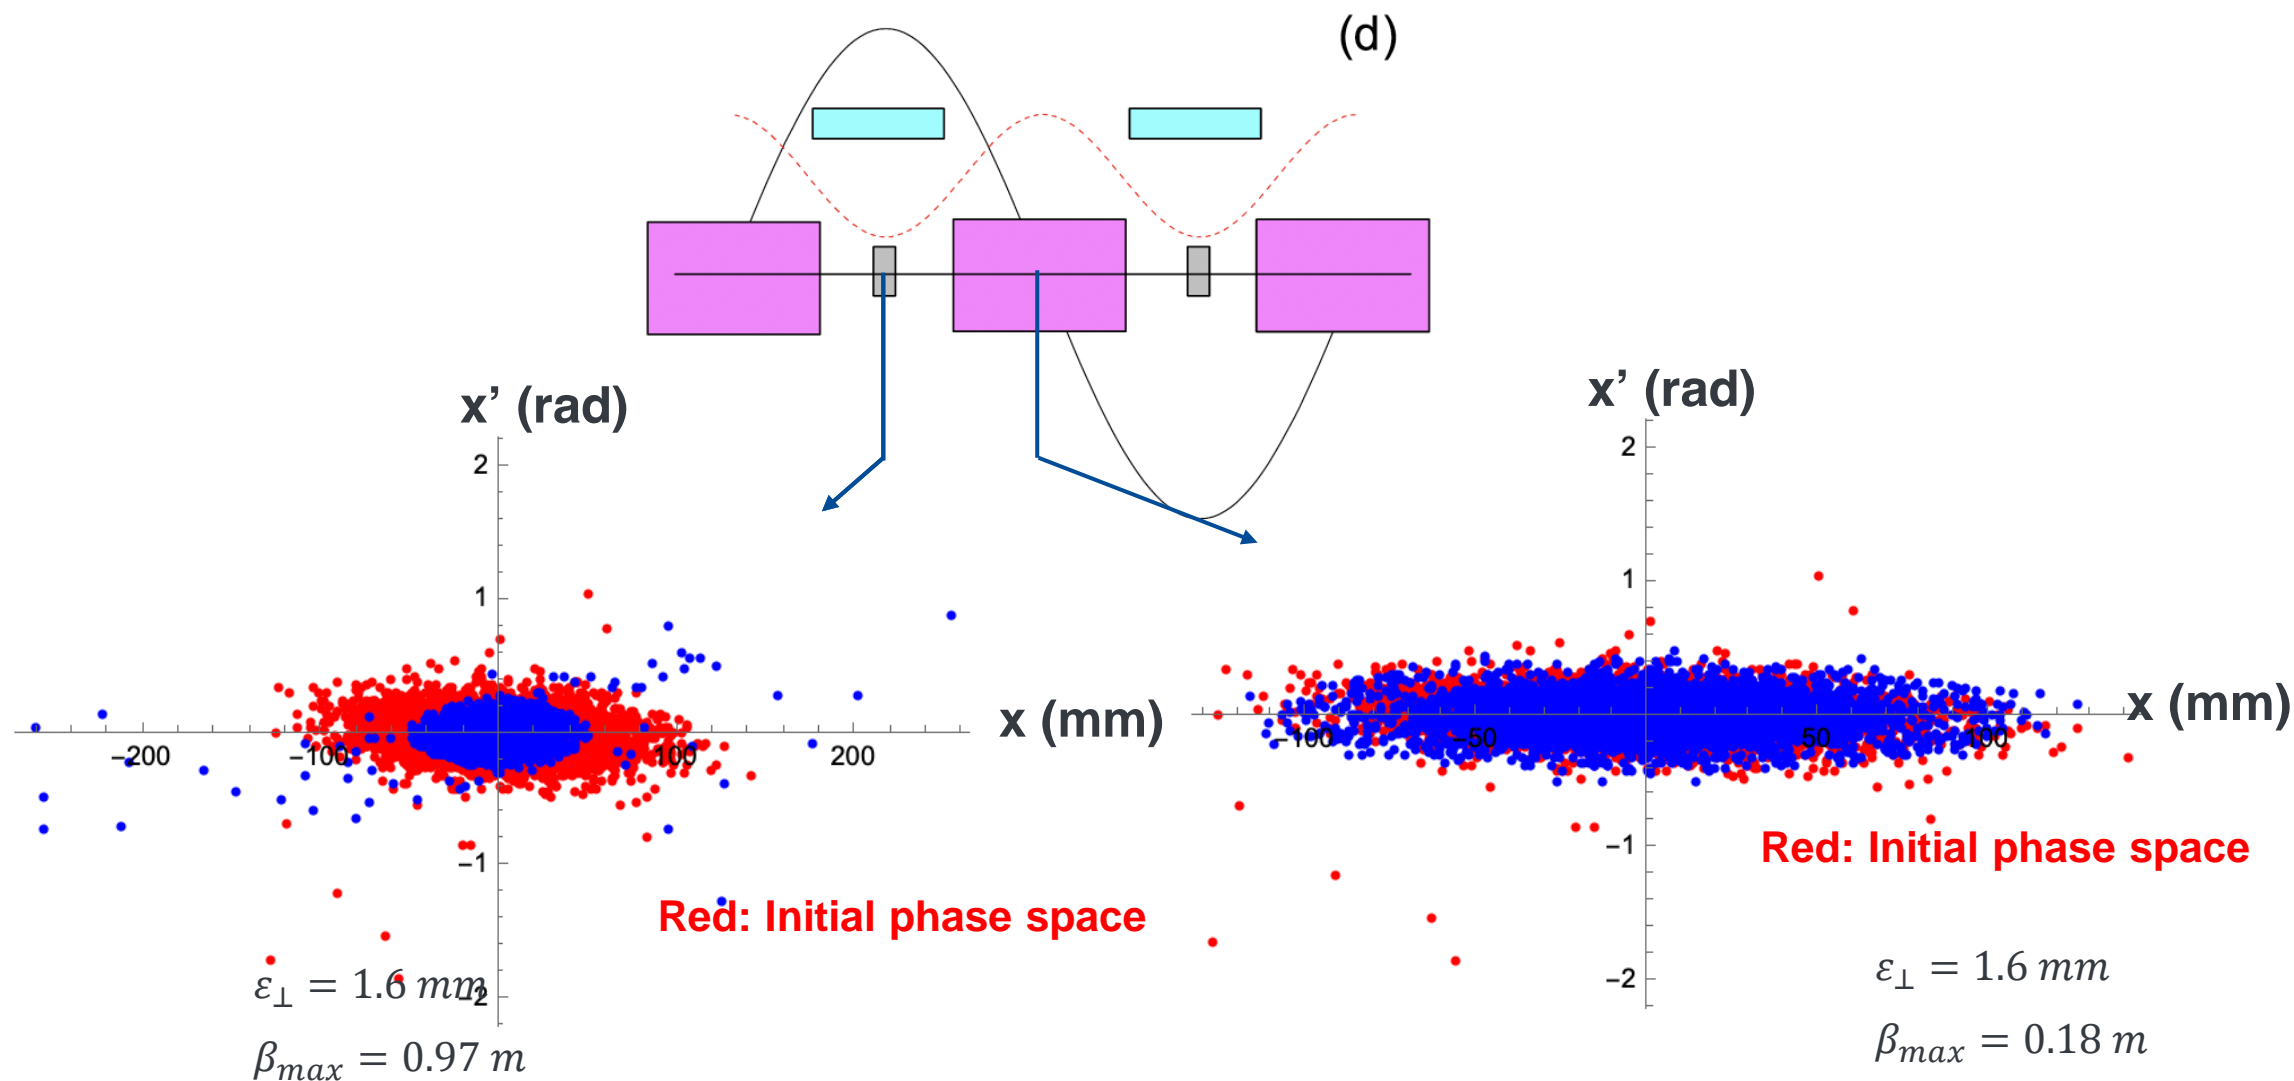 (d)
x’ (rad)
2
1
−200
−100
100
200
x (mm)
−1
−2
Red: Initial phase space
ε⊥ = 1.6 mm
βmax = 0.97 m
x’ (rad)
2
1
−100
−50
50
100
x (mm)
−1
−2
Red: Initial phase space
ε⊥ = 1.6 mm
βmax = 0.18 m